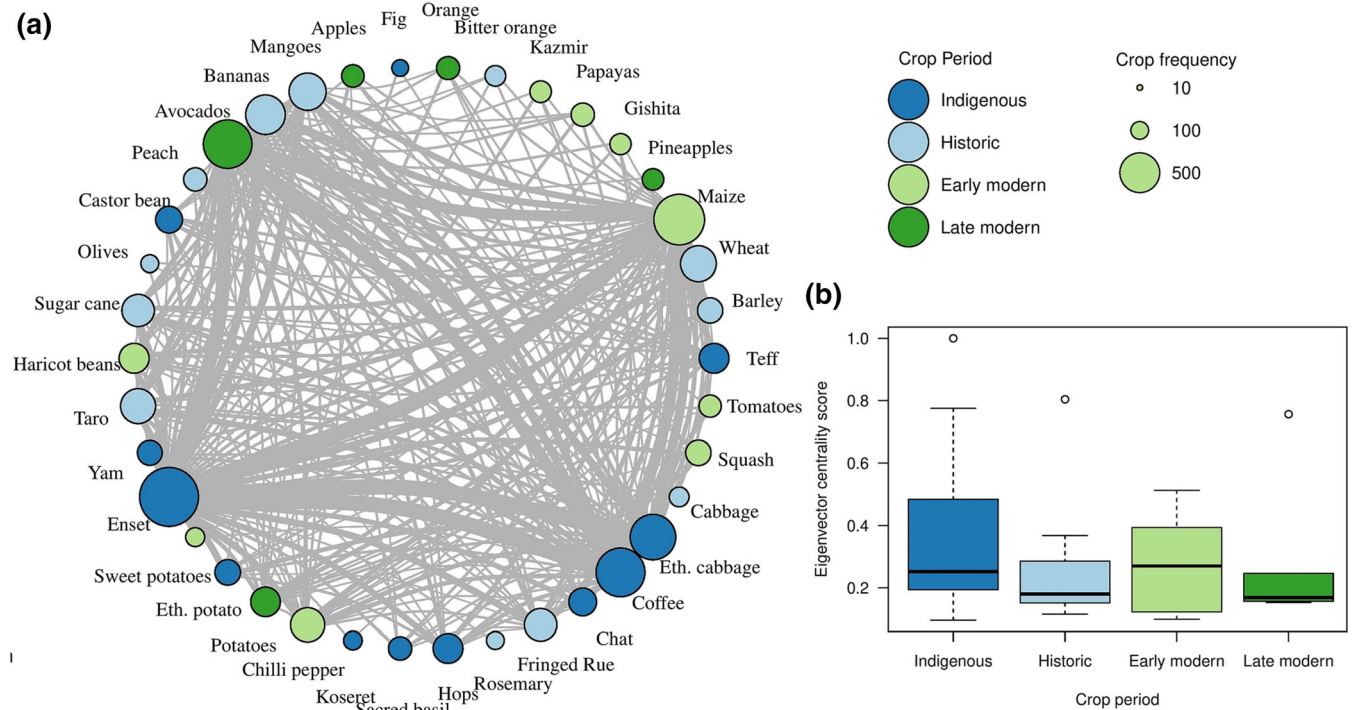 (a)
Orange
Fig
Bitter orange
Apples
Kazmir
Mangoes
Papayas
Bananas
Gishita
Avocados
Pineapples
Peach
Maize
Castor bean
Wheat
Olives
Barley
Sugar cane
Teff
Haricot beans
Tomatoes
Taro
Squash
Yam
Cabbage
Enset
Eth. cabbage
Sweet potatoes
Coffee
Eth. potato
Chat
Potatoes
Fringed Rue
Chilli pepper
Rosemary
Koseret
Hops
Sacred basil
Crop Period
Indigenous
Historic
Early modern
Late modern
Crop frequency
10
100
500
(b)
Eigenvector centrality score
1.0
0.8
0.6
0.4
0.2
Indigenous
Historic
Early modern
Late modern
Crop period